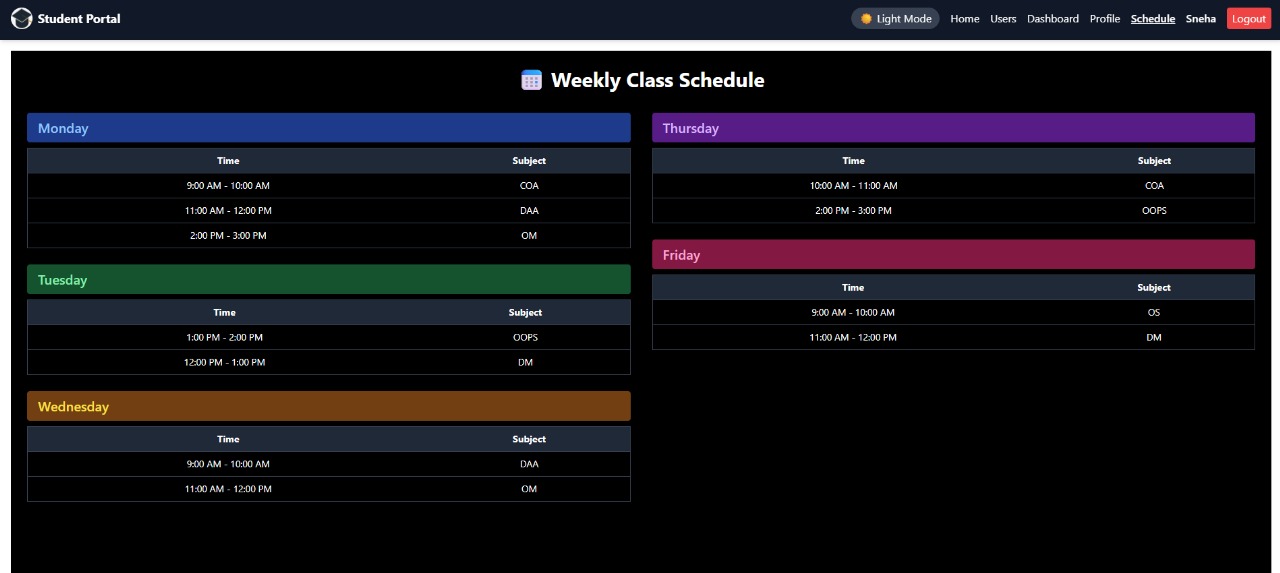 Student Portal
Light Mode Home Users Dashboard Profile Schedule Sneha Logout
Weekly Class Schedule
Monday
Time Subject
9:00 AM - 10:00 AM COA
11:00 AM - 12:00 PM DAA
2:00 PM - 3:00 PM OM
Tuesday
Time Subject
1:00 PM - 2:00 PM OOPS
12:00 PM - 1:00 PM DM
Wednesday
Time Subject
9:00 AM - 10:00 AM DAA
11:00 AM - 12:00 PM OM
Thursday
Time Subject
10:00 AM - 11:00 AM COA
2:00 PM - 3:00 PM OOPS
Friday
Time Subject
9:00 AM - 10:00 AM OS
11:00 AM - 12:00 PM DM